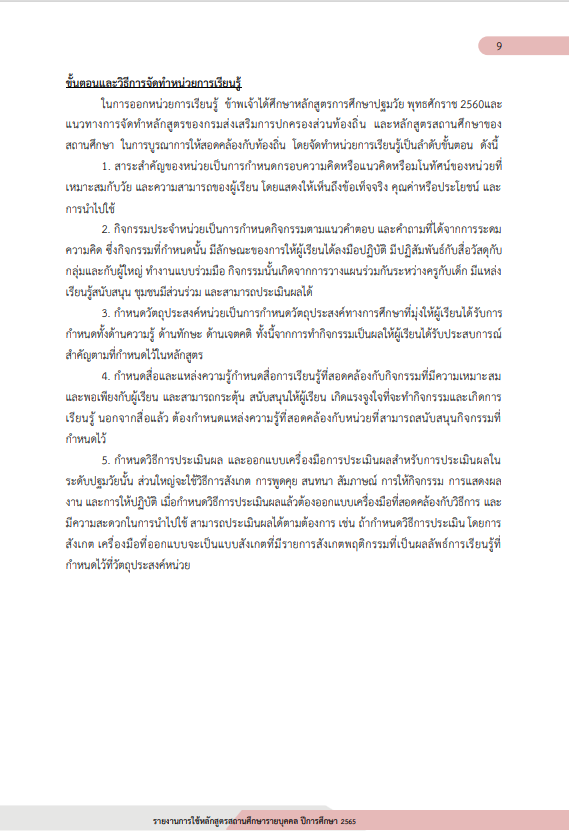 9
ขั้นตอนและวิธีการจัดทำหน่วยการเรียนรู้
ในการออกหน่วยการเรียนรู้ ข้าพเจ้าได้ศึกษาหลักสูตรการศึกษาปฐมวัย พุทธศักราช 2560และ
แนวทางการจัดทำหลักสูตรของกรมส่งเสริมการปกครองส่วนท้องถิ่น และหลักสูตรสถานศึกษาของ
สถานศึกษา ในการบูรณาการให้สอดคล้องกับท้องถิ่น โดยจัดทำหน่วยการเรียนรู้เป็นลำดับขั้นตอน ดังนี้
1. สาระสำคัญของหน่วยเป็นการกำหนดกรอบความคิดหรือแนวคิดหรือมโนทัศน์ของหน่วยที่
เหมาะสมกับวัย และความสามารถของผู้เรียน โดยแสดงให้เห็นถึงข้อเท็จจริง คุณค่าหรือประโยชน์ และ
การนำไปใช้
2. กิจกรรมประจำหน่วยเป็นการกำหนดกิจกรรมตามแนวคำตอบ และคำถามที่ได้จากการระดม
ความคิด ซึ่งกิจกรรมที่กำหนดนั้น มีลักษณะของการให้ผู้เรียนได้ลงมือปฏิบัติ มีปฏิสัมพันธ์กับสื่อวัสดุกับ
กลุ่มและกับผู้ใหญ่ ทำงานแบบร่วมมือ กิจกรรมนั้นเกิดจากการวางแผนร่วมกันระหว่างครูกับเด็ก มีแหล่ง
เรียนรู้สนับสนุน ชุมชนมีส่วนร่วม และสามารถประเมินผลได้
3. กำหนดวัตถุประสงค์หน่วยเป็นการกำหนดวัตถุประสงค์ทางการศึกษาที่มุ่งให้ผู้เรียนได้รับการ
กำหนดทั้งด้านความรู้ ด้านทักษะ ด้านเจตคติ ทั้งนี้จากการทำกิจกรรมเป็นผลให้ผู้เรียนได้รับประสบการณ์
สำคัญตามที่กำหนดไว้ในหลักสูตร
4. กำหนดสื่อและแหล่งความรู้กำหนดสื่อการเรียนรู้ที่สอดคล้องกับกิจกรรมที่มีความเหมาะสม
และพอเพียงกับผู้เรียน และสามารถกระตุ้น สนับสนุนให้ผู้เรียน เกิดแรงจูงใจที่จะทำกิจกรรมและเกิดการ
เรียนรู้ นอกจากสื่อแล้ว ต้องกำหนดแหล่งความรู้ที่สอดคล้องกับหน่วยที่สามารถสนับสนุนกิจกรรมที่
กำหนดไว้
5. กำหนดวิธีการประเมินผล และออกแบบเครื่องมือการประเมินผลสำหรับการประเมินผลใน
ระดับปฐมวัยนั้น ส่วนใหญ่จะใช้วิธีการสังเกต การพูดคุย สนทนา สัมภาษณ์ การให้กิจกรรม การแสดงผล
งาน และการให้ปฏิบัติ เมื่อกำหนดวิธีการประเมินผลแล้วต้องออกแบบเครื่องมือที่สอดคล้องกับวิธีการ และ
มีความสะดวกในการนำไปใช้ สามารถประเมินผลได้ตามต้องการ เช่น ถ้ากำหนดวิธีการประเมิน โดยการ
สังเกต เครื่องมือที่ออกแบบจะเป็นแบบสังเกตที่มีรายการสังเกตพฤติกรรมที่เป็นผลลัพธ์การเรียนรู้ที่
กำหนดไว้ที่วัตถุประสงค์หน่วย
รายงานการใช้หลักสูตรสถานศึกษารายบุคคล ปีการศึกษา 2565